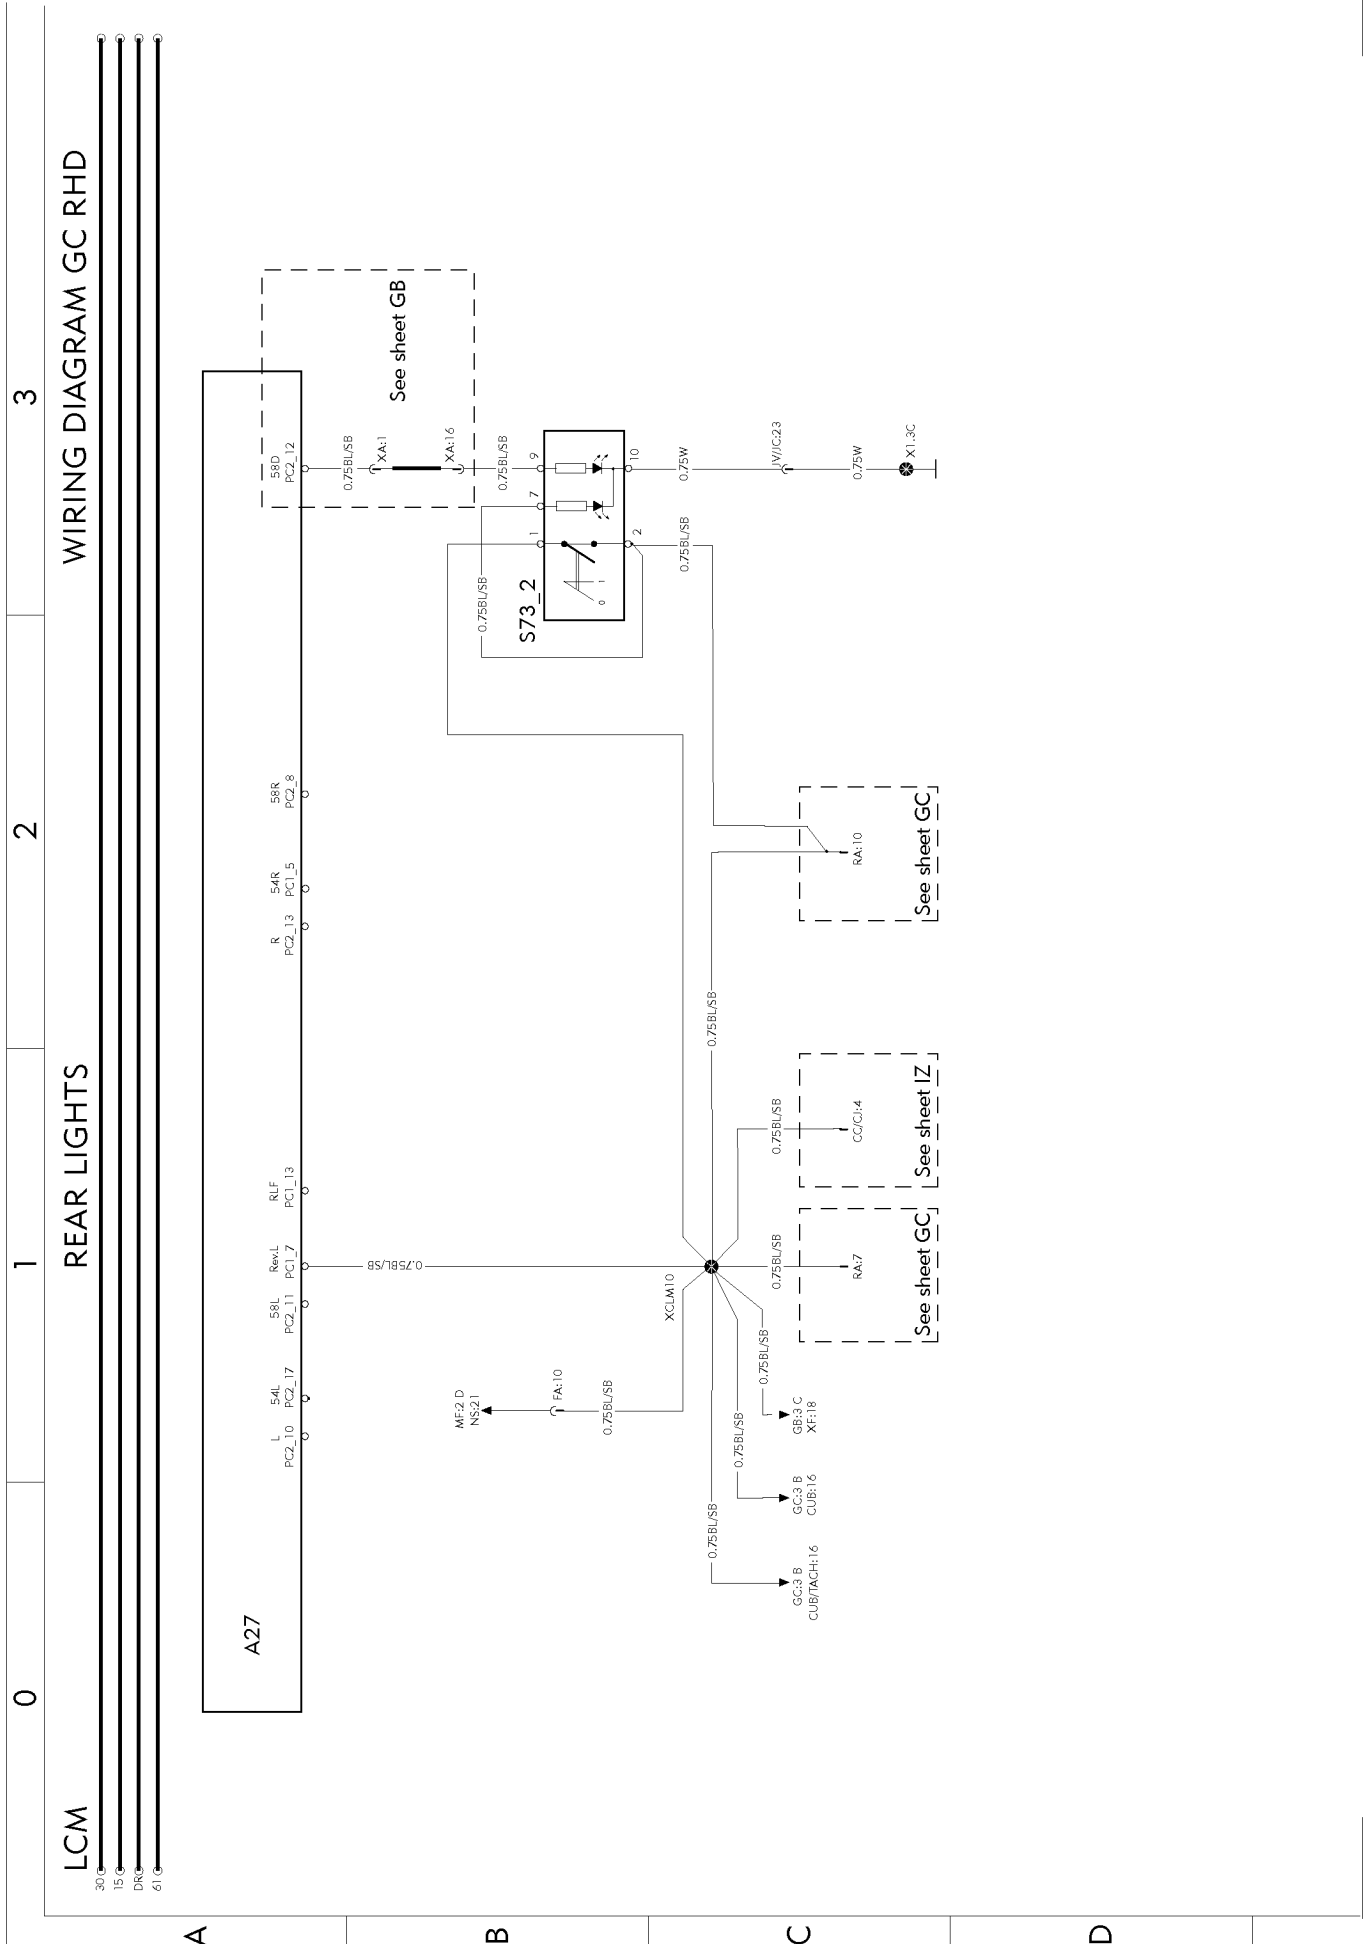 0
1
2
3
LCM
REAR LIGHTS
WIRING DIAGRAM GC RHD
30
15
DR
61
A
B
C
D
A27
L
PC2_10
54L
PC2_17
58L
PC2_11
Rev.L
PC1_7
RLF
PC1_13
R
PC2_13
54R
PC1_5
58R
PC2_8
58D
PC2_12
0.75BL/SB
0.75BL/SB
XA:1
XA:16
See sheet GB
0.75BL/SB
0.75BL/SB
S73_2
1
7
9
0
1
2
10
MF:2 D
NS:21
FA:10
0.75BL/SB
XCLM10
0.75BL/SB
0.75W
JV/JC:23
0.75W
X1.3C
0.75BL/SB
0.75BL/SB
0.75BL/SB
0.75BL/SB
0.75BL/SB
0.75BL/SB
GC:3 B
CUB/TACH:16
GC:3 B
CUB:16
GB:3 C
XF:18
RA:7
See sheet GC
CC/CJ:4
See sheet IZ
RA:10
See sheet GC